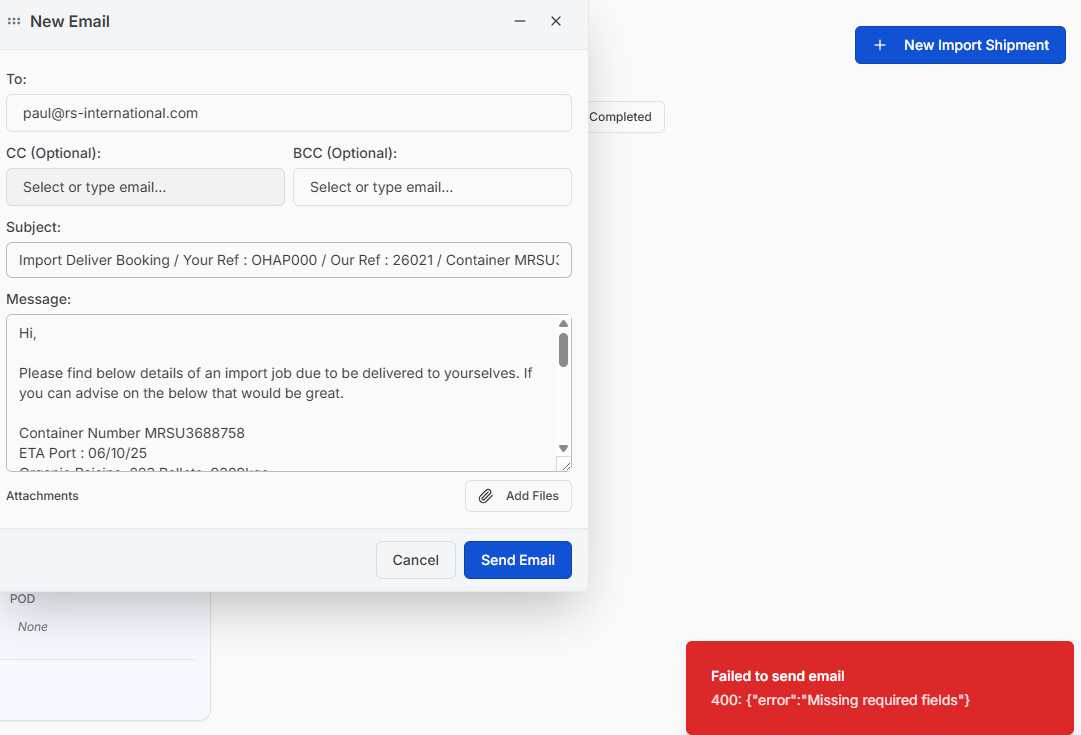 New Email
New Import Shipment
To:
paul@rs-international.com
Completed
CC (Optional):
BCC (Optional):
Select or type email...
Select or type email...
Subject:
Import Deliver Booking / Your Ref : OHAP000 / Our Ref : 26021 / Container MRSU3
Message:
Hi,
Please find below details of an import job due to be delivered to yourselves. If
you can advise on the below that would be great.
Container Number MRSU3688758
ETA Port : 06/10/25
Attachments
Add Files
Cancel
Send Email
POD
None
Failed to send email
400: {"error":"Missing required fields"}